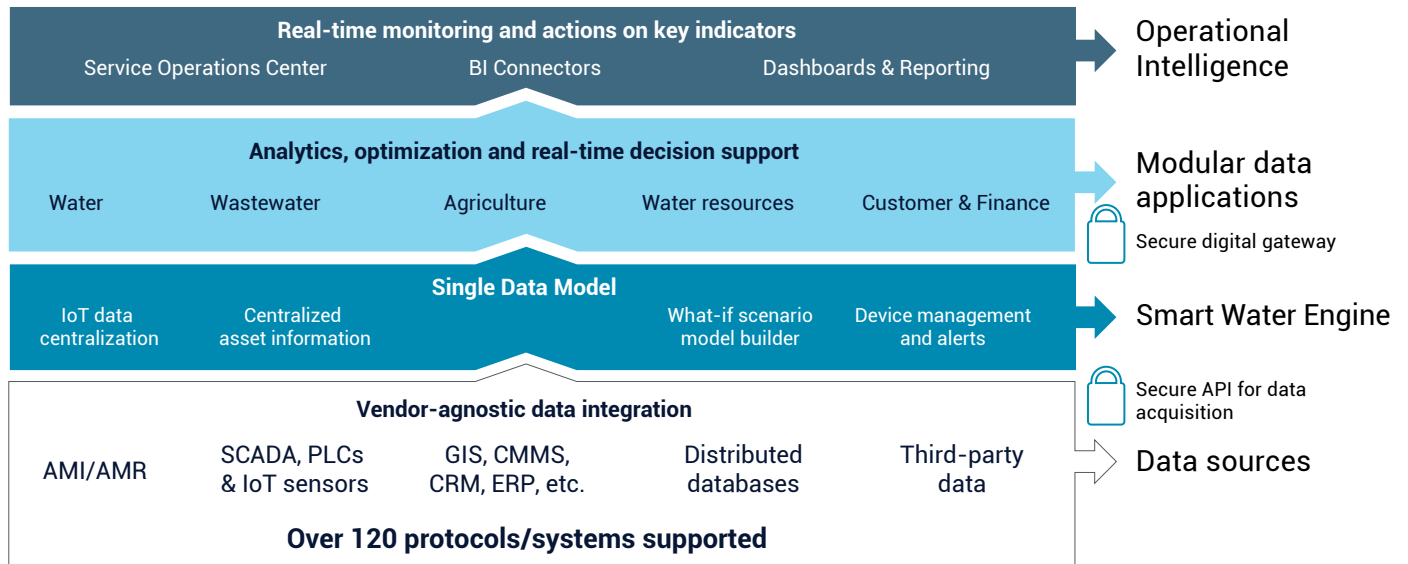 Real-time monitoring and actions on key indicators
Service Operations Center
BI Connectors
Dashboards & Reporting
Operational
Intelligence
Analytics, optimization and real-time decision support
Water
Wastewater
Agriculture
Water resources
Customer & Finance
Modular data
applications
Secure digital gateway
Single Data Model
IoT data
centralization
Centralized
asset information
What-if scenario
model builder
Device management
and alerts
Smart Water Engine
Secure API for data
acquisition
Vendor-agnostic data integration
AMI/AMR
SCADA, PLCs
& IoT sensors
GIS, CMMS,
CRM, ERP, etc.
Distributed
databases
Third-party
data
Data sources
Over 120 protocols/systems supported